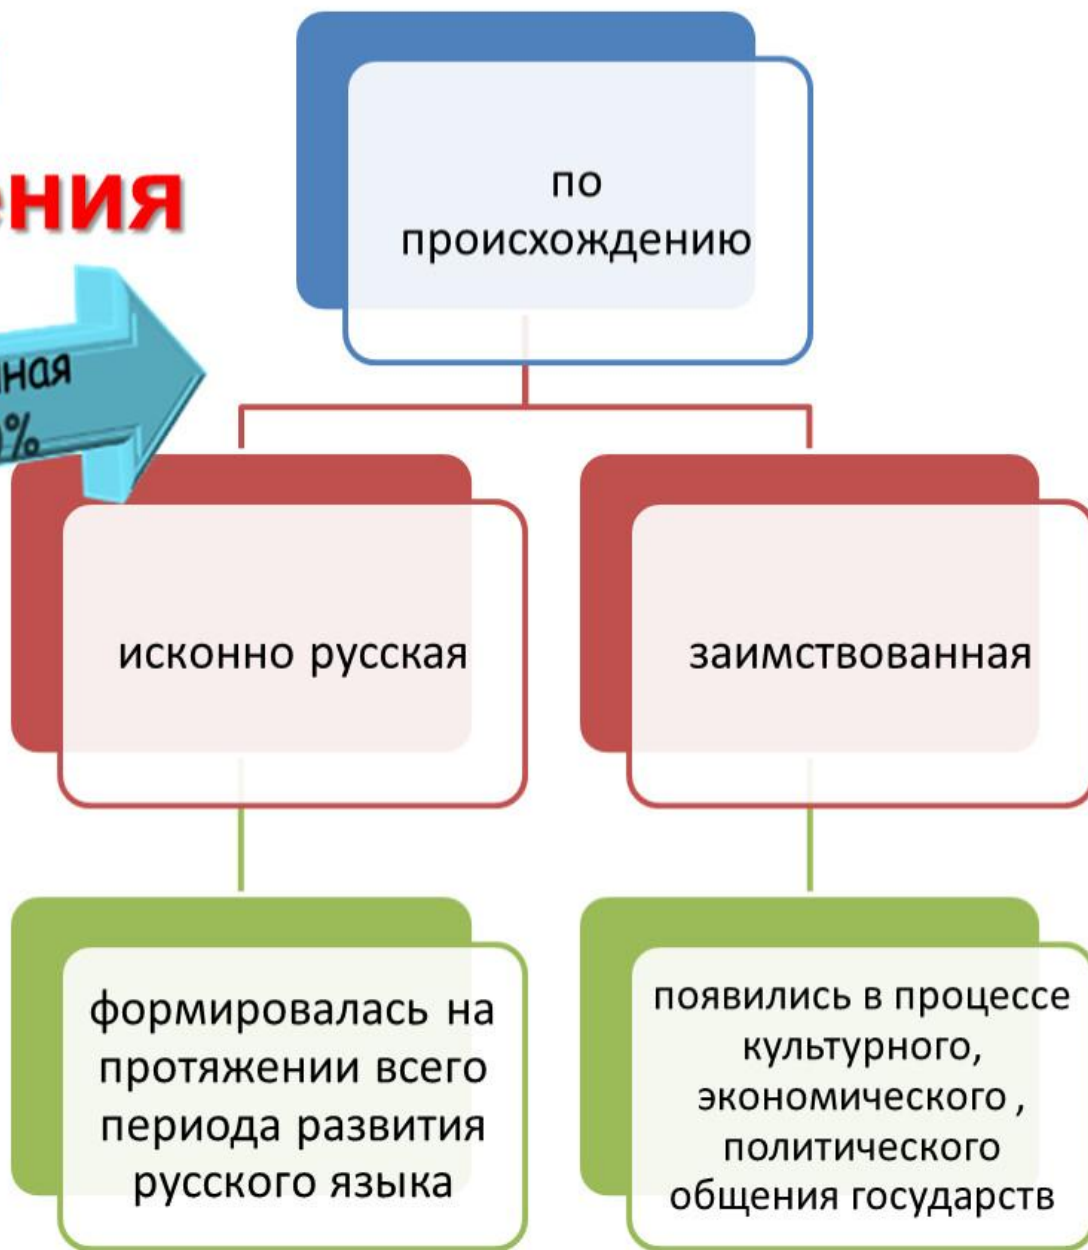 ения
нная
%
по
происхождению
исконно русская
заимствованная
формировалась на
протяжении всего
периода развития
русского языка
появились в процессе
культурного,
экономического ,
политического
общения государств